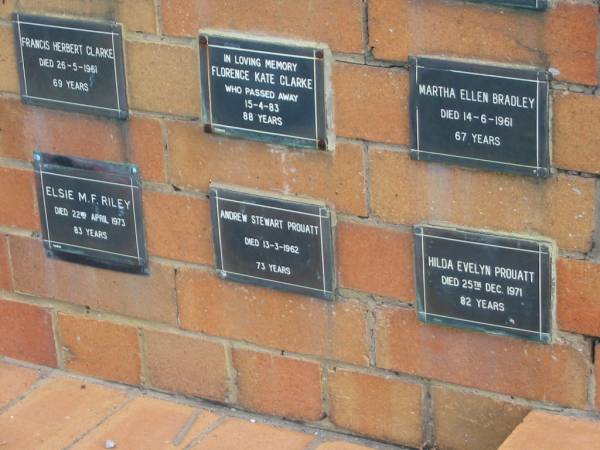 FRANCIS HERBERT CLARKE
DIED 26-5-1961
69 YEARS
IN LOVING MEMORY
FLORENCE KATE CLARKE
WHO PASSED AWAY
15-4-83
88 YEARS
MARTHA ELLEN BRADLEY
DIED 14-6-1961
67 YEARS
ELSIE M.F. RILEY
DIED 22ND APRIL 1973
83 YEARS
ANDREW STEWART PROUATT
DIED 13-3-1962
73 YEARS
HILDA EVELYN PROUATT
DIED 25TH DEC. 1971
82 YEARS